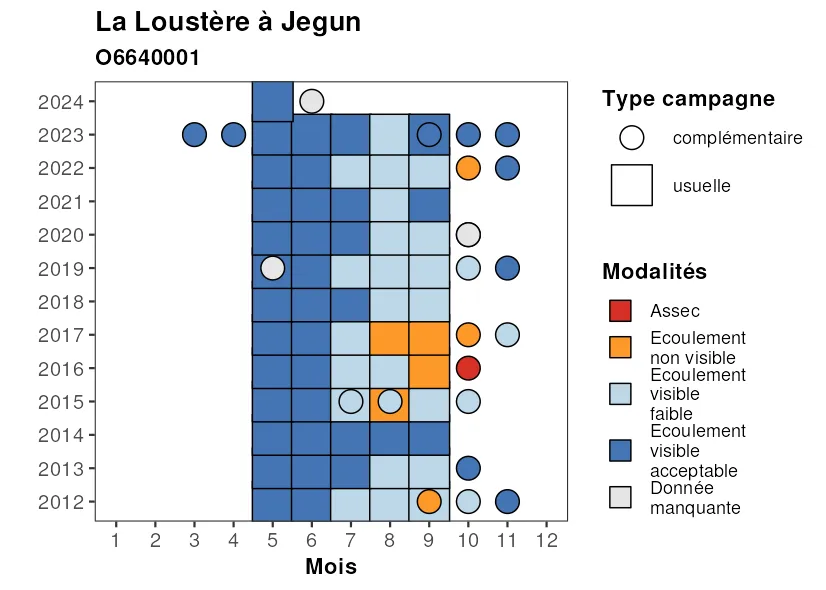 La Loustère à Jegun
O6640001
2024
2023
2022
2021
2020
2019
2018
2017
2016
2015
2014
2013
2012
1 2 3 4 5 6 7 8 9 10 11 12
Mois
Type campagne
complémentaire
usuelle
Modalités
Assec
Ecoulement
non visible
Ecoulement
visible
faible
Ecoulement
visible
acceptable
Donnée
manquante